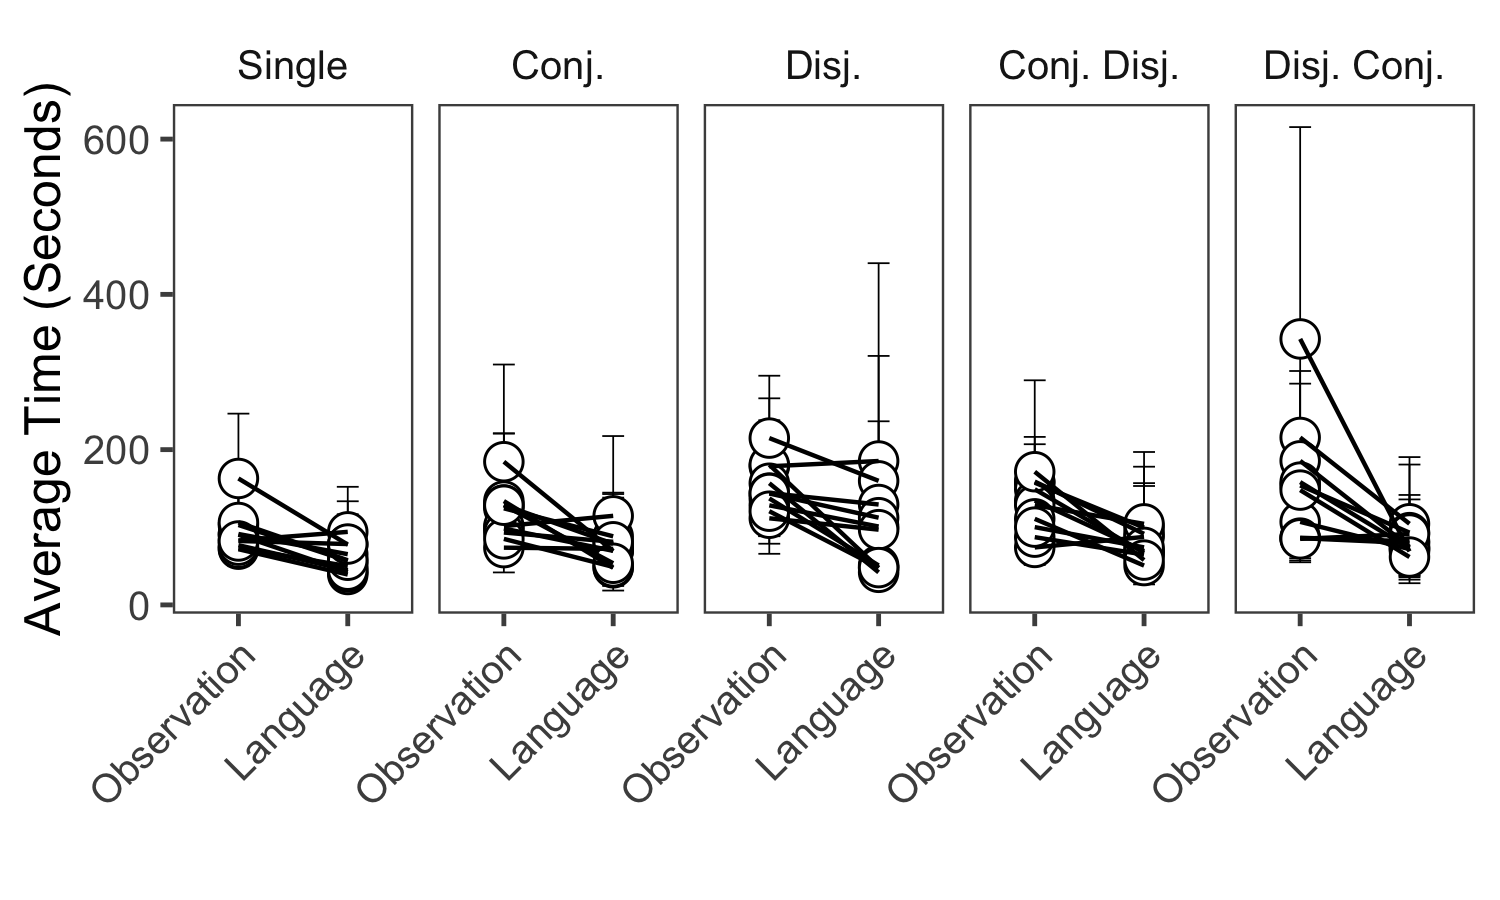 Single
Conj.
Disj.
Conj. Disj.
Disj. Conj.
Average Time (Seconds)
600
400
200
0
Observation
Language
Observation
Language
Observation
Language
Observation
Language
Observation
Language